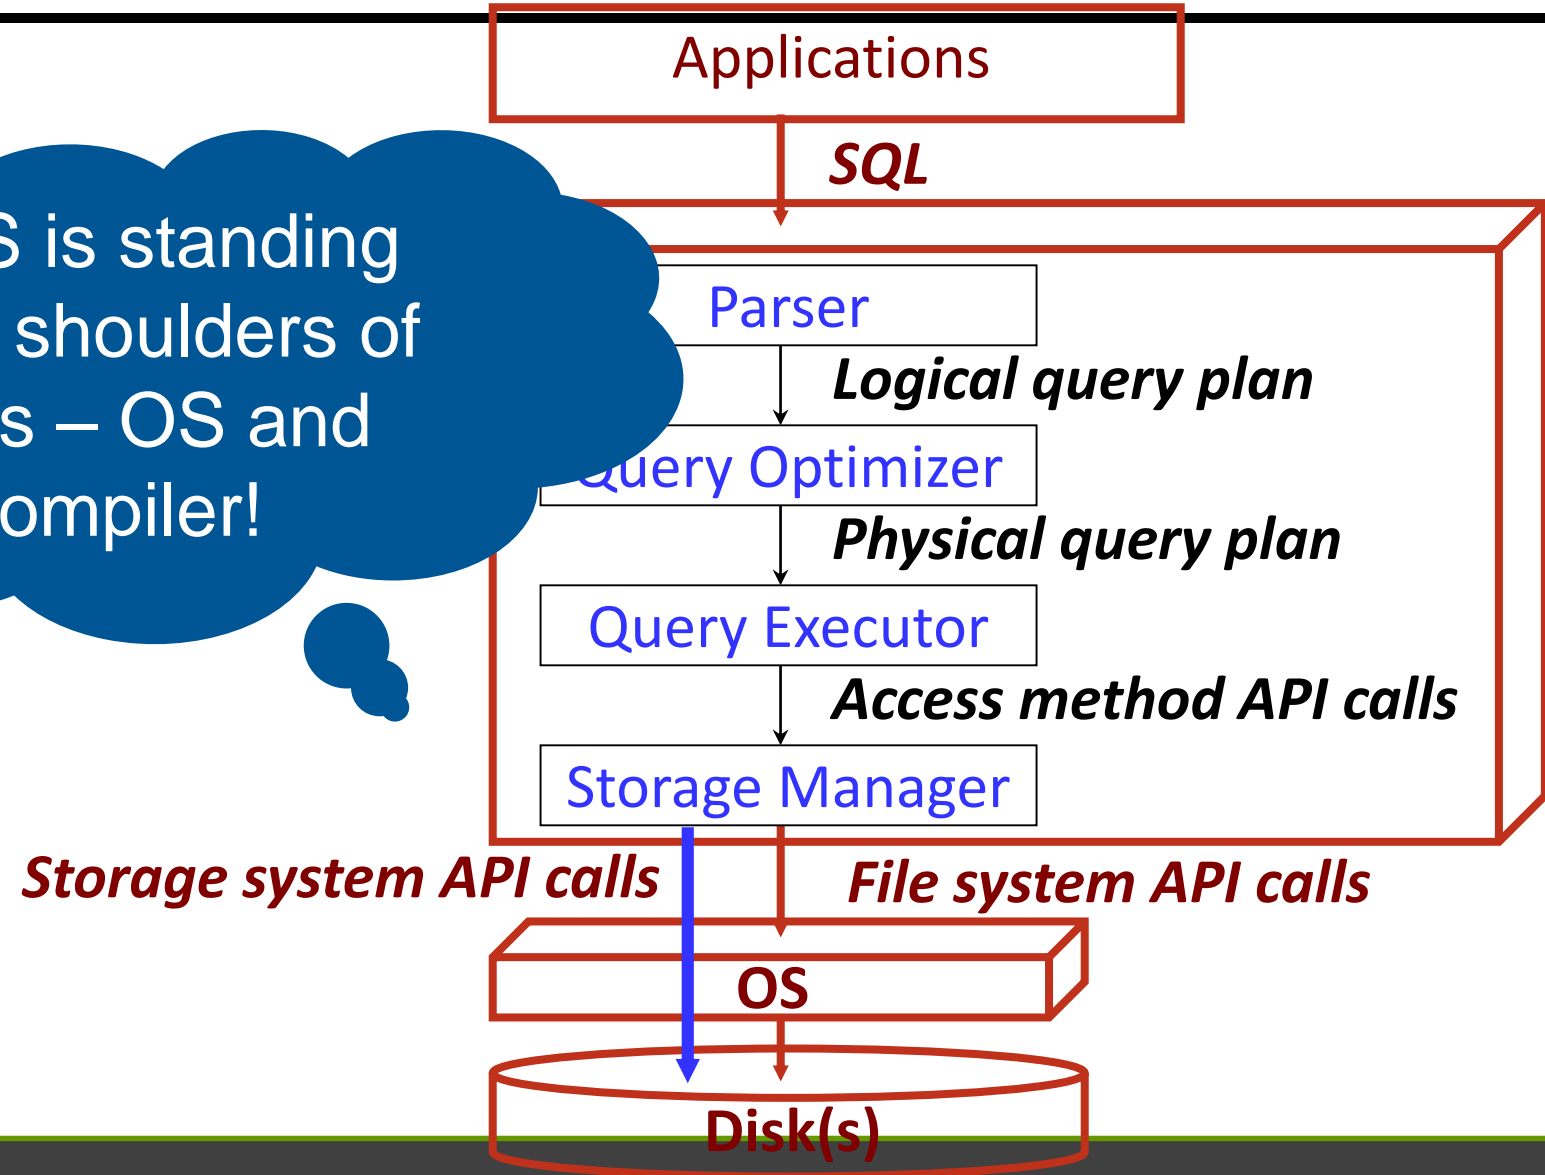 Applications
SQL
S is standing
shoulders of
s – OS and
ompiler!
Parser
Logical query plan
Query Optimizer
Physical query plan
Query Executor
Access method API calls
Storage Manager
Storage system API calls
File system API calls
OS
Disk(s)